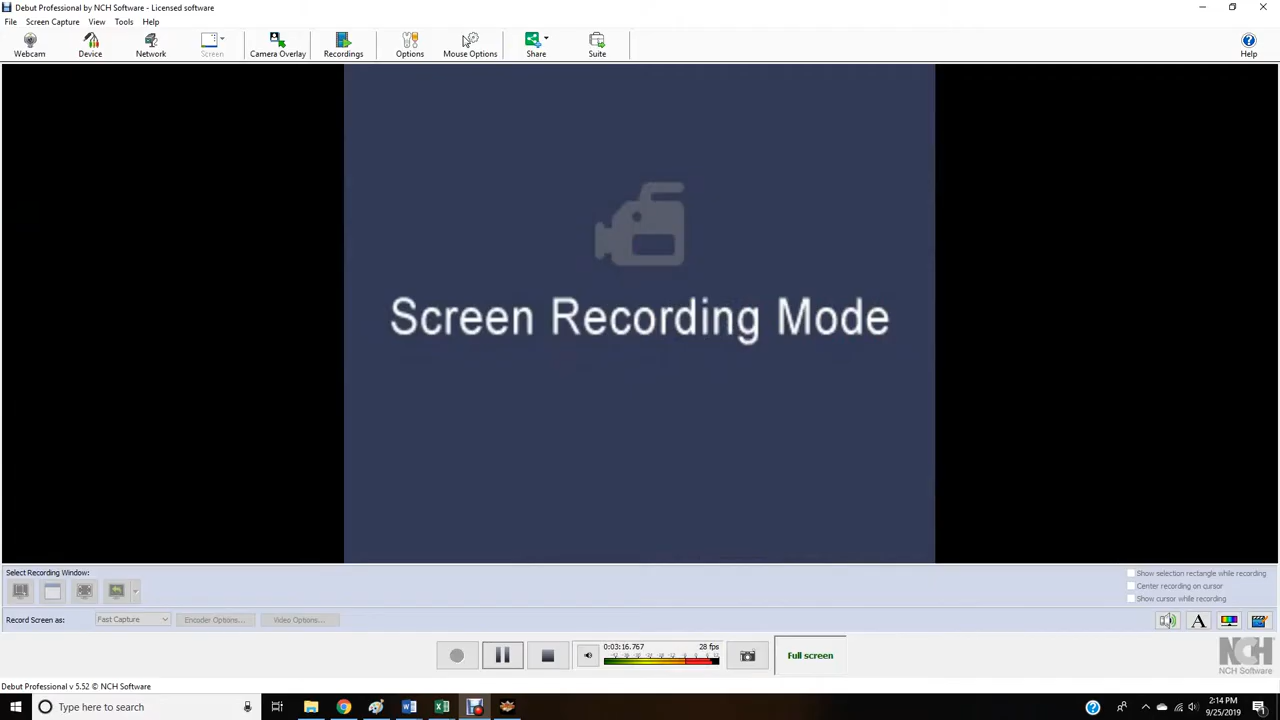 Debut Professional by NCH Software - Licensed software
File Screen Capture View Tools Help
Webcam Device Network Screen Camera Overlay Recordings Options Mouse Options Share Suite Help
Screen Recording Mode
Select Recording Window:
Show selection rectangle while recording
Center recording on cursor
Show cursor while recording
Record Screen as: Fast Capture Encoder Options... Video Options...
0:03:16.767 28 fps
Full screen
NCH
NCH Software
Debut Professional v 5.52 © NCH Software
Type here to search
2:14 PM
9/25/2019